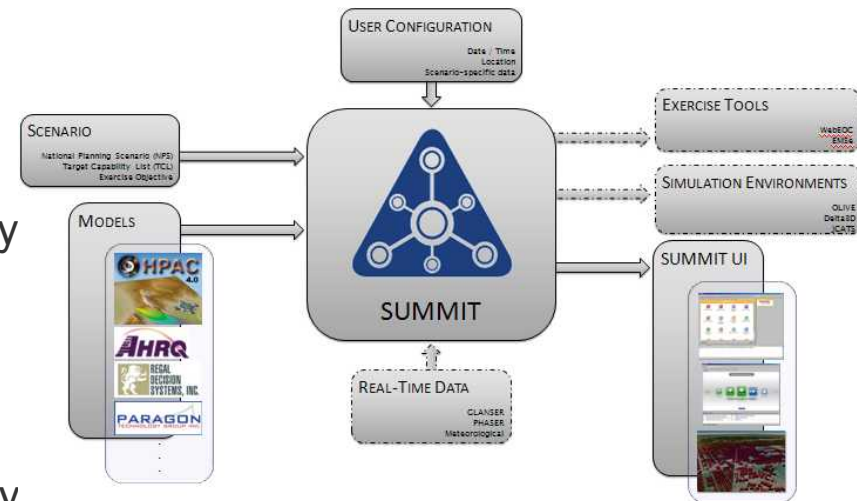 USER CONFIGURATION
Date / Time
Location
Scenario-specific data
SCENARIO
National Planning Scenario (NPS)
Target Capability List (TCL)
Exercise Objective
y
MODELS
HPAC
4.0
AHRQ
REGAL
DECISION
SYSTEMS, INC.
PARAGON
TECHNOLOGY GROUP INC.
y
SUMMIT
REAL-TIME DATA
GLANSER
PHASER
Meteorological
EXERCISE TOOLS
WebEOC
EMSs
SIMULATION ENVIRONMENTS
OLIVE
Delta3D
JCATS
SUMMIT UI